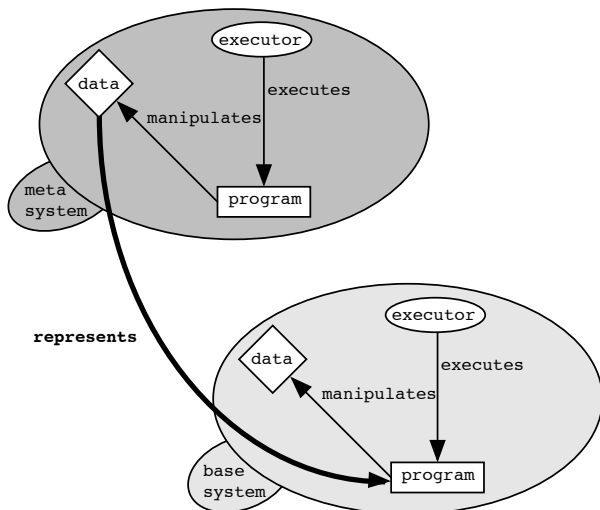 executor
data
executes
manipulates
meta
system
program
represents
executor
data
executes
manipulates
base
system
program